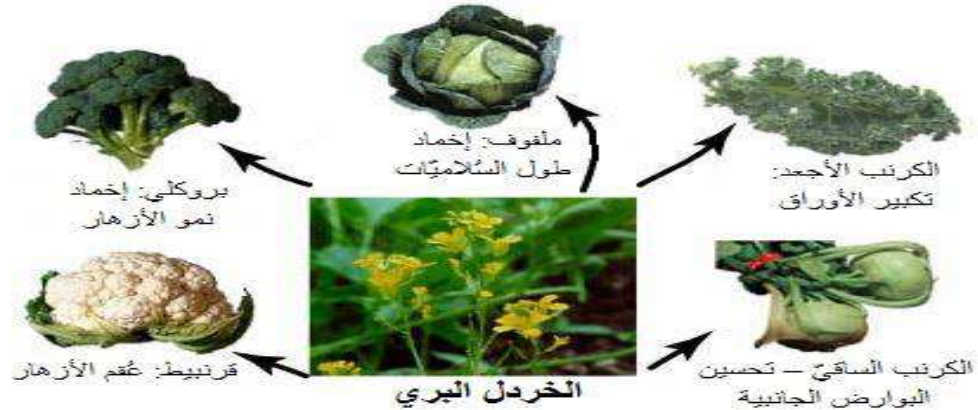 ملفوف: إخماد
طول السُلاميّات
الكرنب الأجعد:
تكبير الأوراق
بروكلي: إخماد
نمو الأزهار
قرنبيط: عُقم الأزهار
الخردل البري
الكرنب الساقيّ – تحسين
البوارض الجانبية